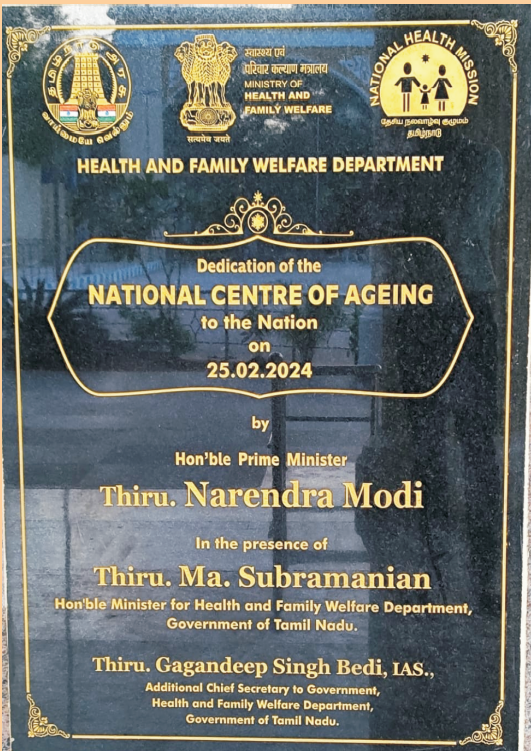 தமிழ்நாடு அரசு
வாய்மையே வெல்லும்
सत्यमेव जयते
स्वास्थ्य एवं
परिवार कल्याण मंत्रालय
MINISTRY OF
HEALTH AND
FAMILY WELFARE
NATIONAL HEALTH MISSION
தேசிய நலவாழ்வு குழுமம்
தமிழ்நாடு
HEALTH AND FAMILY WELFARE DEPARTMENT
Dedication of the
NATIONAL CENTRE OF AGEING
to the Nation
on
25.02.2024
by
Hon'ble Prime Minister
Thiru. Narendra Modi
In the presence of
Thiru. Ma. Subramanian
Hon'ble Minister for Health and Family Welfare Department,
Government of Tamil Nadu.
Thiru. Gagandeep Singh Bedi, IAS.,
Additional Chief Secretary to Government,
Health and Family Welfare Department,
Government of Tamil Nadu.